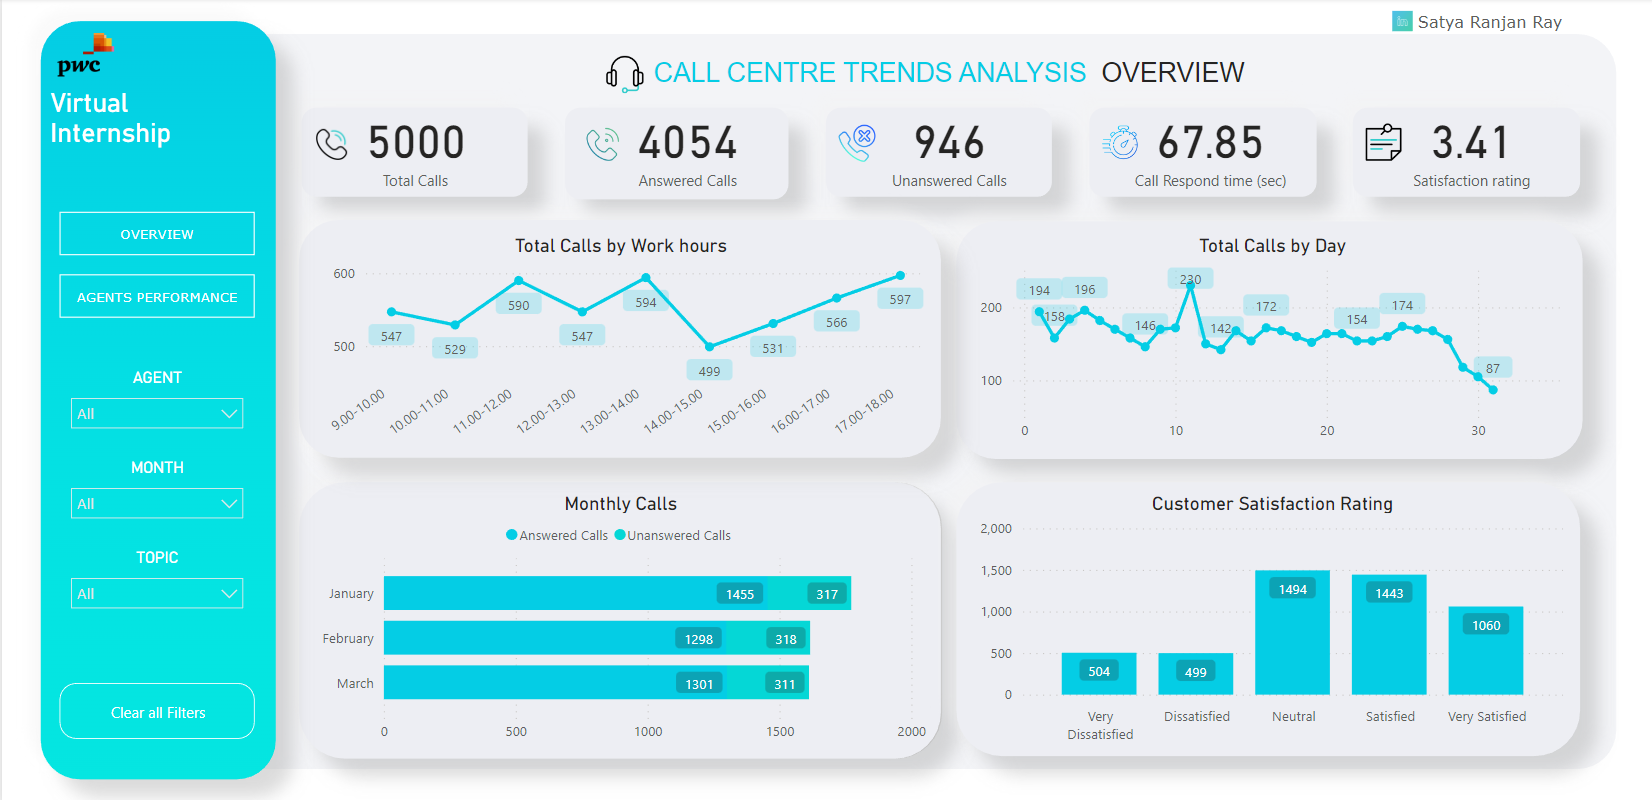 in Satya Ranjan Ray
pwc
Virtual
Internship
OVERVIEW
AGENTS PERFORMANCE
AGENT
All
MONTH
All
TOPIC
All
Clear all Filters
CALL CENTRE TRENDS ANALYSIS OVERVIEW
5000
Total Calls
4054
Answered Calls
946
Unanswered Calls
67.85
Call Respond time (sec)
3.41
Satisfaction rating
Total Calls by Work hours
600
500
547
529
590
547
594
499
531
566
597
9.00-10.00
10.00-11.00
11.00-12.00
12.00-13.00
13.00-14.00
14.00-15.00
15.00-16.00
16.00-17.00
17.00-18.00
Total Calls by Day
200
100
194
158
196
146
230
142
172
154
174
87
0
10
20
30
Monthly Calls
Answered Calls Unanswered Calls
January 1455 317
February 1298 318
March 1301 311
0 500 1000 1500 2000
Customer Satisfaction Rating
2,000
1,500
1,000
500
0
504
499
1494
1443
1060
Very
Dissatisfied
Dissatisfied
Neutral
Satisfied
Very Satisfied